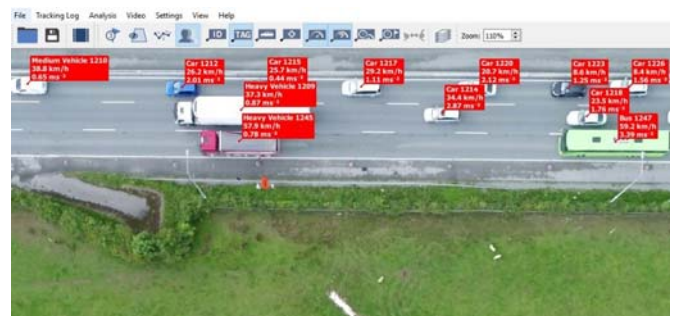 File Tracking Log Analysis Video Settings View Help
ID TAG Zoom: 110%
Medium Vehicle 1210
38.8 km/h
0.65 ms⁻²
Car 1212
26.2 km/h
2.01 ms⁻²
Car 1215
25.7 km/h
0.44 ms⁻²
Heavy Vehicle 1209
37.3 km/h
0.87 ms⁻²
Heavy Vehicle 1245
57.9 km/h
0.78 ms⁻²
Car 1217
29.2 km/h
1.11 ms⁻²
Car 1214
34.4 km/h
2.87 ms⁻²
Car 1220
20.7 km/h
3.12 ms⁻²
Car 1223
8.0 km/h
1.25 ms⁻²
Car 1218
23.5 km/h
1.76 ms⁻²
Car 1226
8.4 km/h
1.56 ms⁻²
Bus 1247
59.2 km/h
3.29 ms⁻²